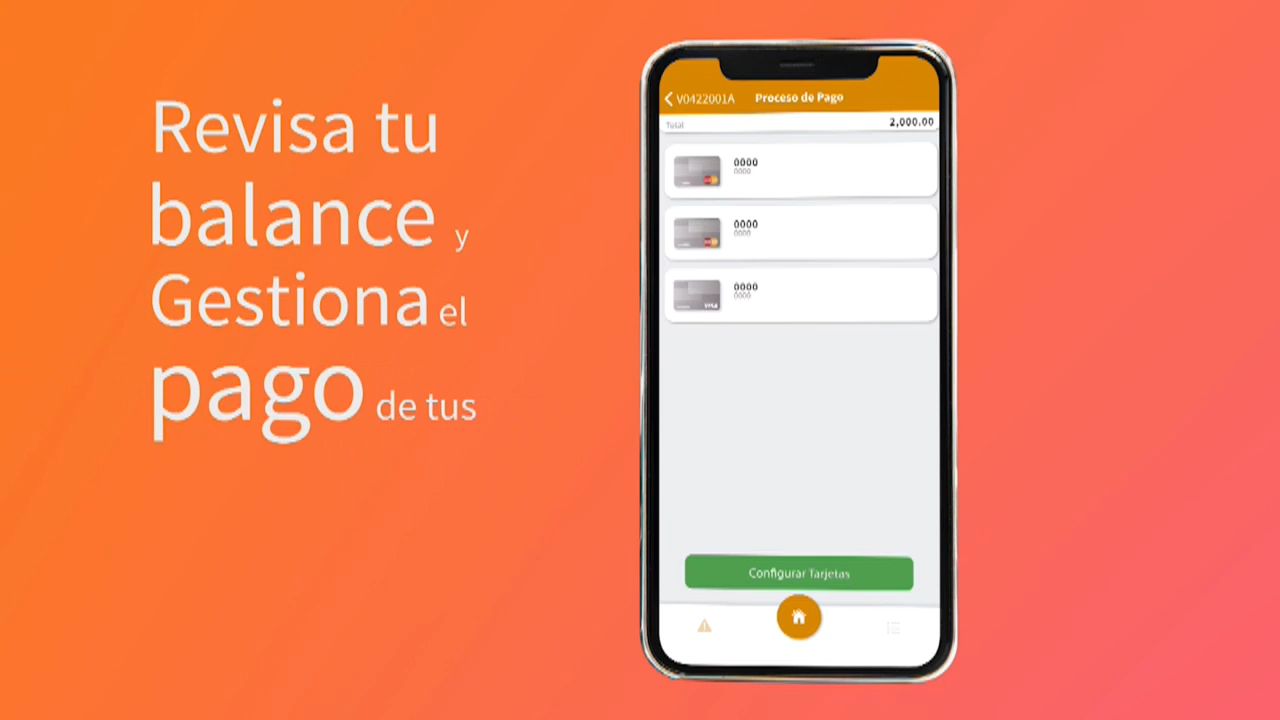 Revisa tu
balance y
Gestiona el
pago de tus
V0422001A Proceso de Pago
Total 2,000.00
0000
0000
0000
0000
VISA
0000
0000
Configurar Tarjetas